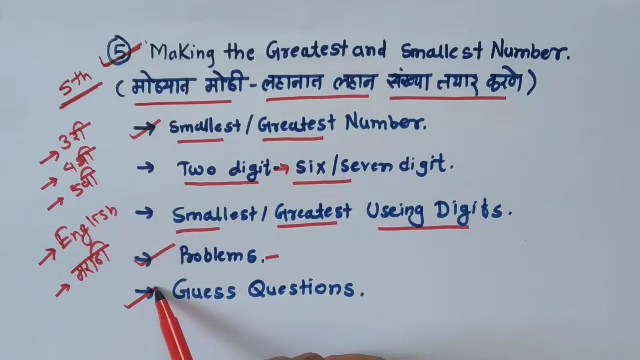 ⑤ Making the Greatest and Smallest Number.
5th
(मोठ्यान मोठी - लहानान लहान संख्या तयार करणे)
→ Smallest / Greatest Number.
→ 3री
→ Two digit → Six / Seven digit.
→ 4थी
→ 5वी
→ Smallest / Greatest Useing Digits.
→ English
→ Problems. -
→ मराठी
→ Guess Questions.